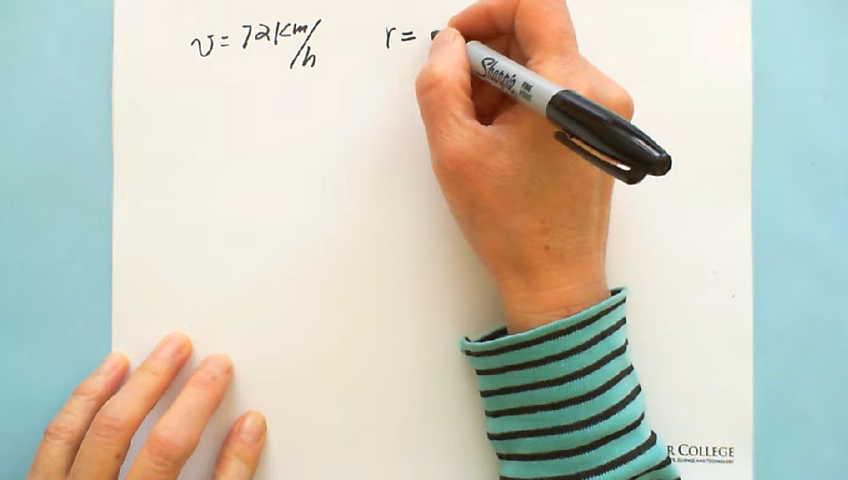 v = 72 km/h r =
Sharpie
R COLLEGE